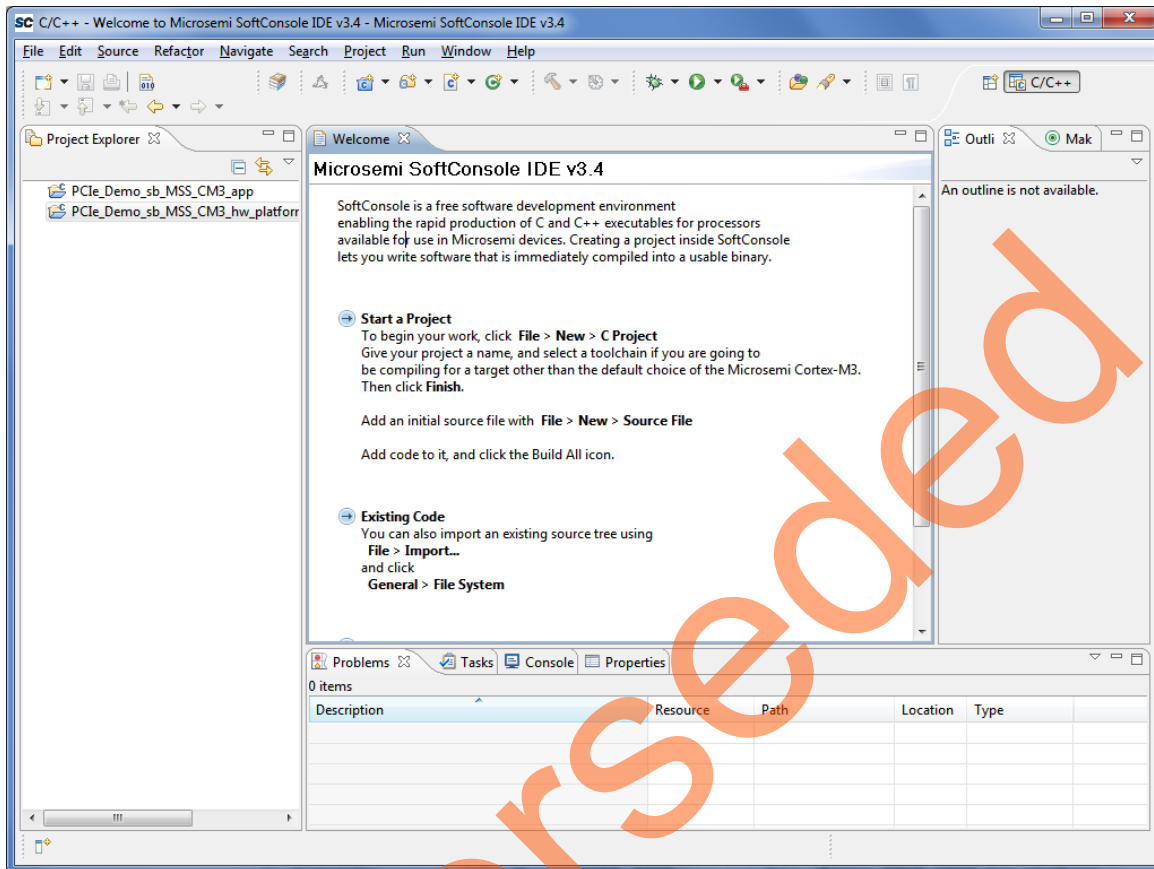 SC C/C++ - Welcome to Microsemi SoftConsole IDE v3.4 - Microsemi SoftConsole IDE v3.4
File Edit Source Refactor Navigate Search Project Run Window Help
C/C++
Project Explorer
PCIe_Demo_sb_MSS_CM3_app
PCIe_Demo_sb_MSS_CM3_hw_platforr
Welcome
Microsemi SoftConsole IDE v3.4
SoftConsole is a free software development environment
enabling the rapid production of C and C++ executables for processors
available for use in Microsemi devices. Creating a project inside SoftConsole
lets you write software that is immediately compiled into a usable binary.
Start a Project
To begin your work, click File > New > C Project
Give your project a name, and select a toolchain if you are going to
be compiling for a target other than the default choice of the Microsemi Cortex-M3.
Then click Finish.
Add an initial source file with File > New > Source File
Add code to it, and click the Build All icon.
Existing Code
You can also import an existing source tree using
File > Import...
and click
General > File System
Outli Mak
An outline is not available.
Problems Tasks Console Properties
0 items
Description Resource Path Location Type
rseded